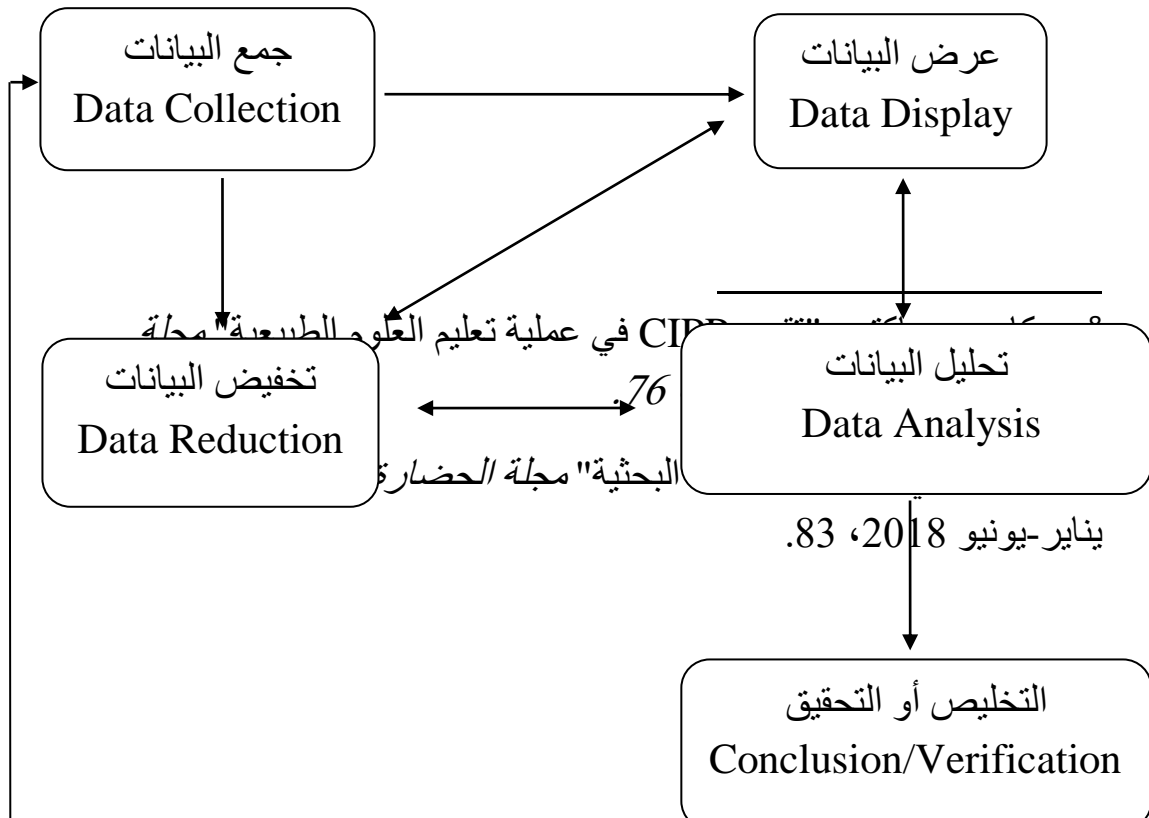 جمع البيانات
Data Collection
عرض البيانات
Data Display
في عملية تعليم العلوم الطبيعية" مجلة
76.
تخفيض البيانات
Data Reduction
تحليل البيانات
Data Analysis
البحثية" مجلة الحضارة
يناير-يونيو 2018، 83.
التخليص أو التحقيق
Conclusion/Verification